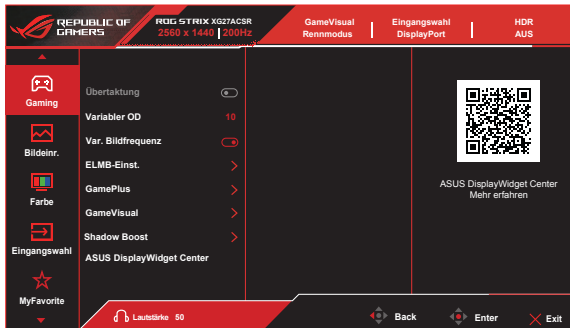 REPUBLIC OF
GAMERS
ROG STRIX XG27ACSR
2560 x 1440 200Hz
GameVisual
Rennmodus
Eingangswahl
DisplayPort
HDR
AUS
Gaming
Bildeinr.
Farbe
Eingangswahl
MyFavorite
Übertaktung
Variabler OD 10
Var. Bildfrequenz
ELMB-Einst.
GamePlus
GameVisual
Shadow Boost
ASUS DisplayWidget Center
ASUS DisplayWidget Center
Mehr erfahren
Lautstärke 50
Back
Enter
Exit